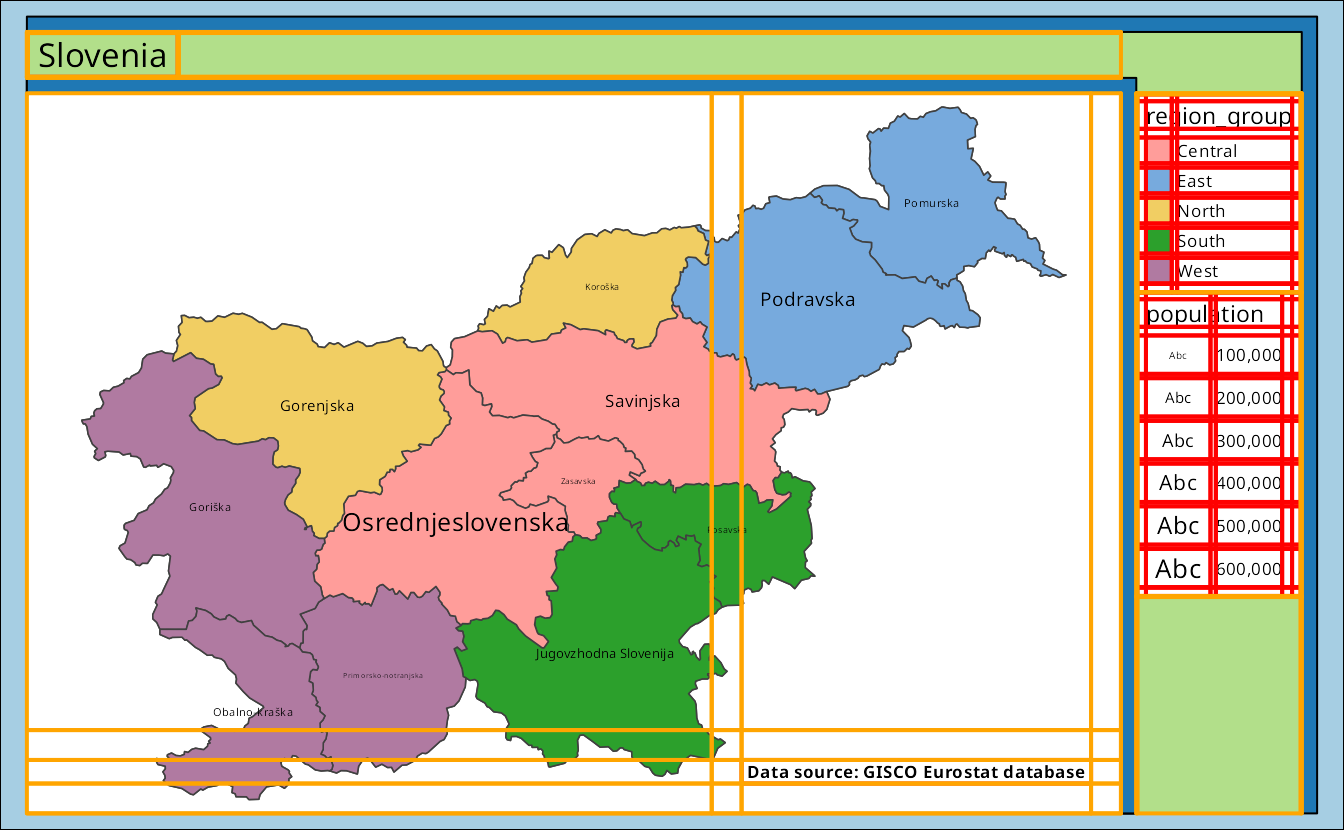 Slovenia
region_group
Central
East
North
South
West
population
Abc 100,000
Abc 200,000
Abc 300,000
Abc 400,000
Abc 500,000
Abc 600,000
Pomurska
Koroška
Podravska
Gorenjska
Savinjska
Zasavska
Goriška
Osrednjeslovenska
Posavska
Jugovzhodna Slovenija
Primorsko-notranjska
Obalno-kraška
Data source: GISCO Eurostat database